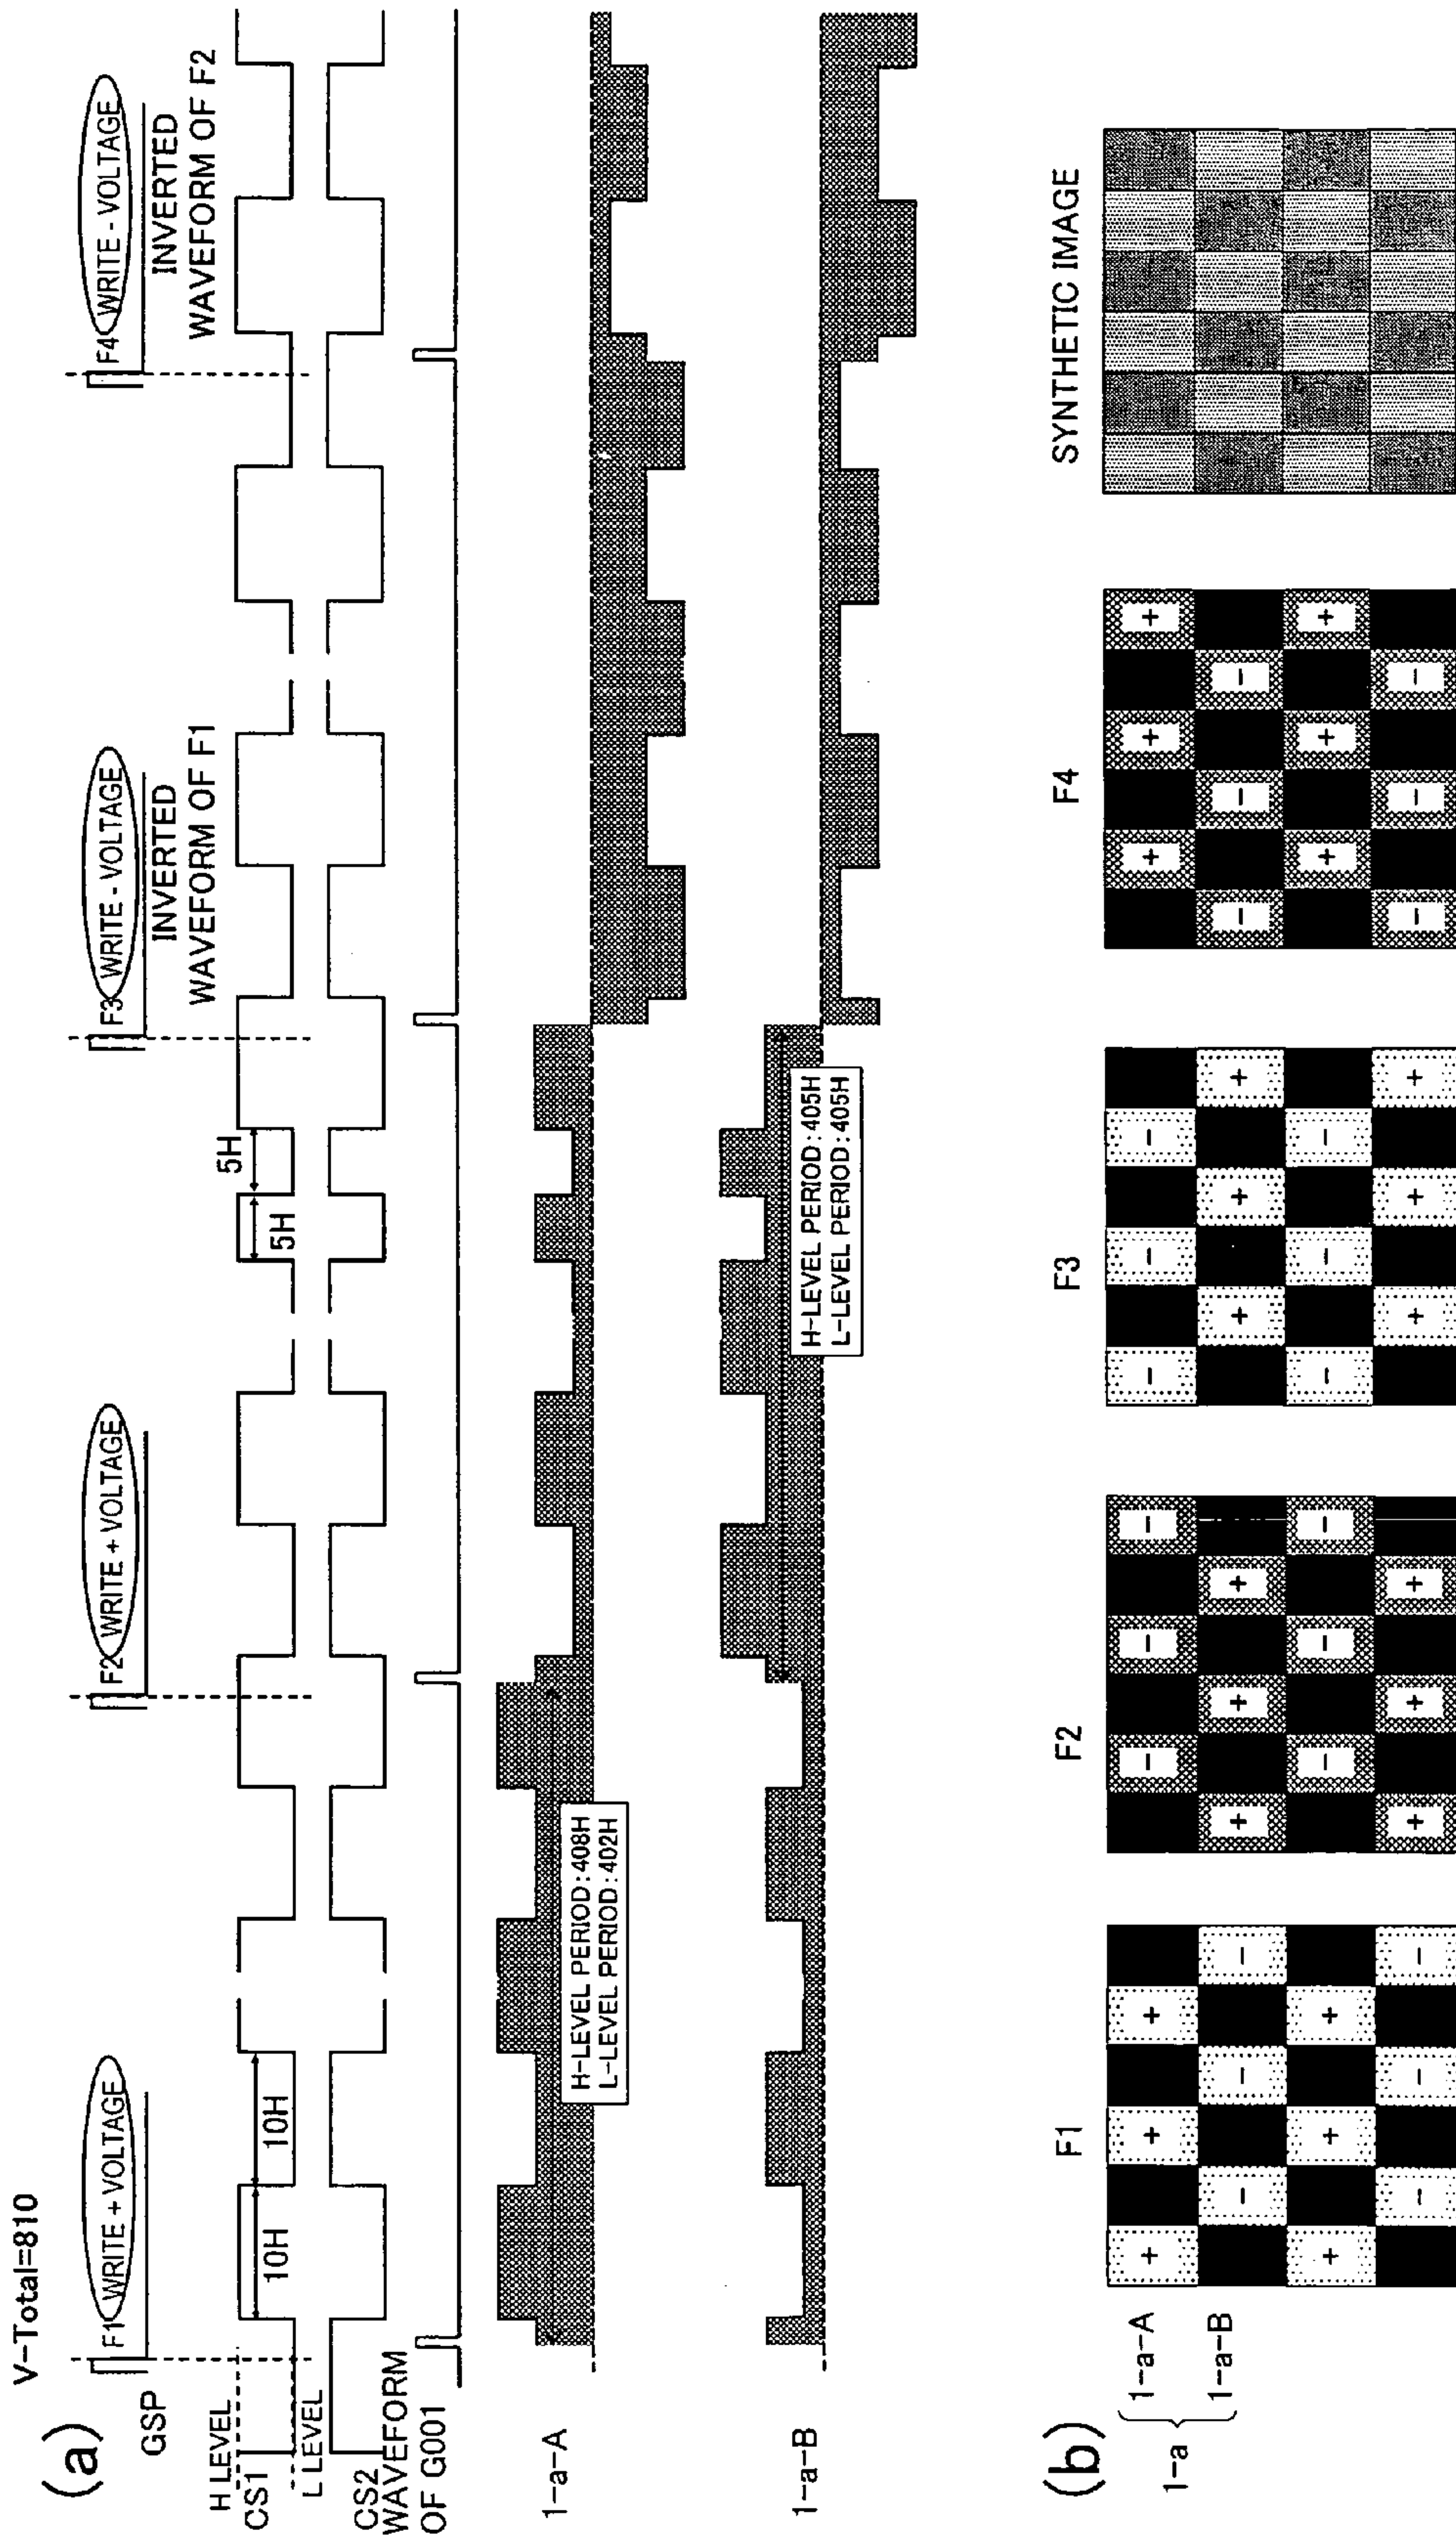 (a)
V-Total=810
GSP
F1 WRITE + VOLTAGE
F2 WRITE + VOLTAGE
F3 WRITE - VOLTAGE
INVERTED
WAVEFORM OF F1
F4 WRITE - VOLTAGE
INVERTED
WAVEFORM OF F2
H LEVEL
CS1
L LEVEL
10H
10H
5H
5H
CS2
WAVEFORM
OF G001
1-a-A
H-LEVEL PERIOD:408H
L-LEVEL PERIOD:402H
1-a-B
H-LEVEL PERIOD:405H
L-LEVEL PERIOD:405H
(b)
F1
F2
F3
F4
SYNTHETIC IMAGE
1-a
1-a-A
1-a-B
+ + +
- - -
+ + +
- - -
- - -
+ + +
- - -
+ + +
- - -
+ + +
- - -
+ + +
+ + +
- - -
+ + +
- - -